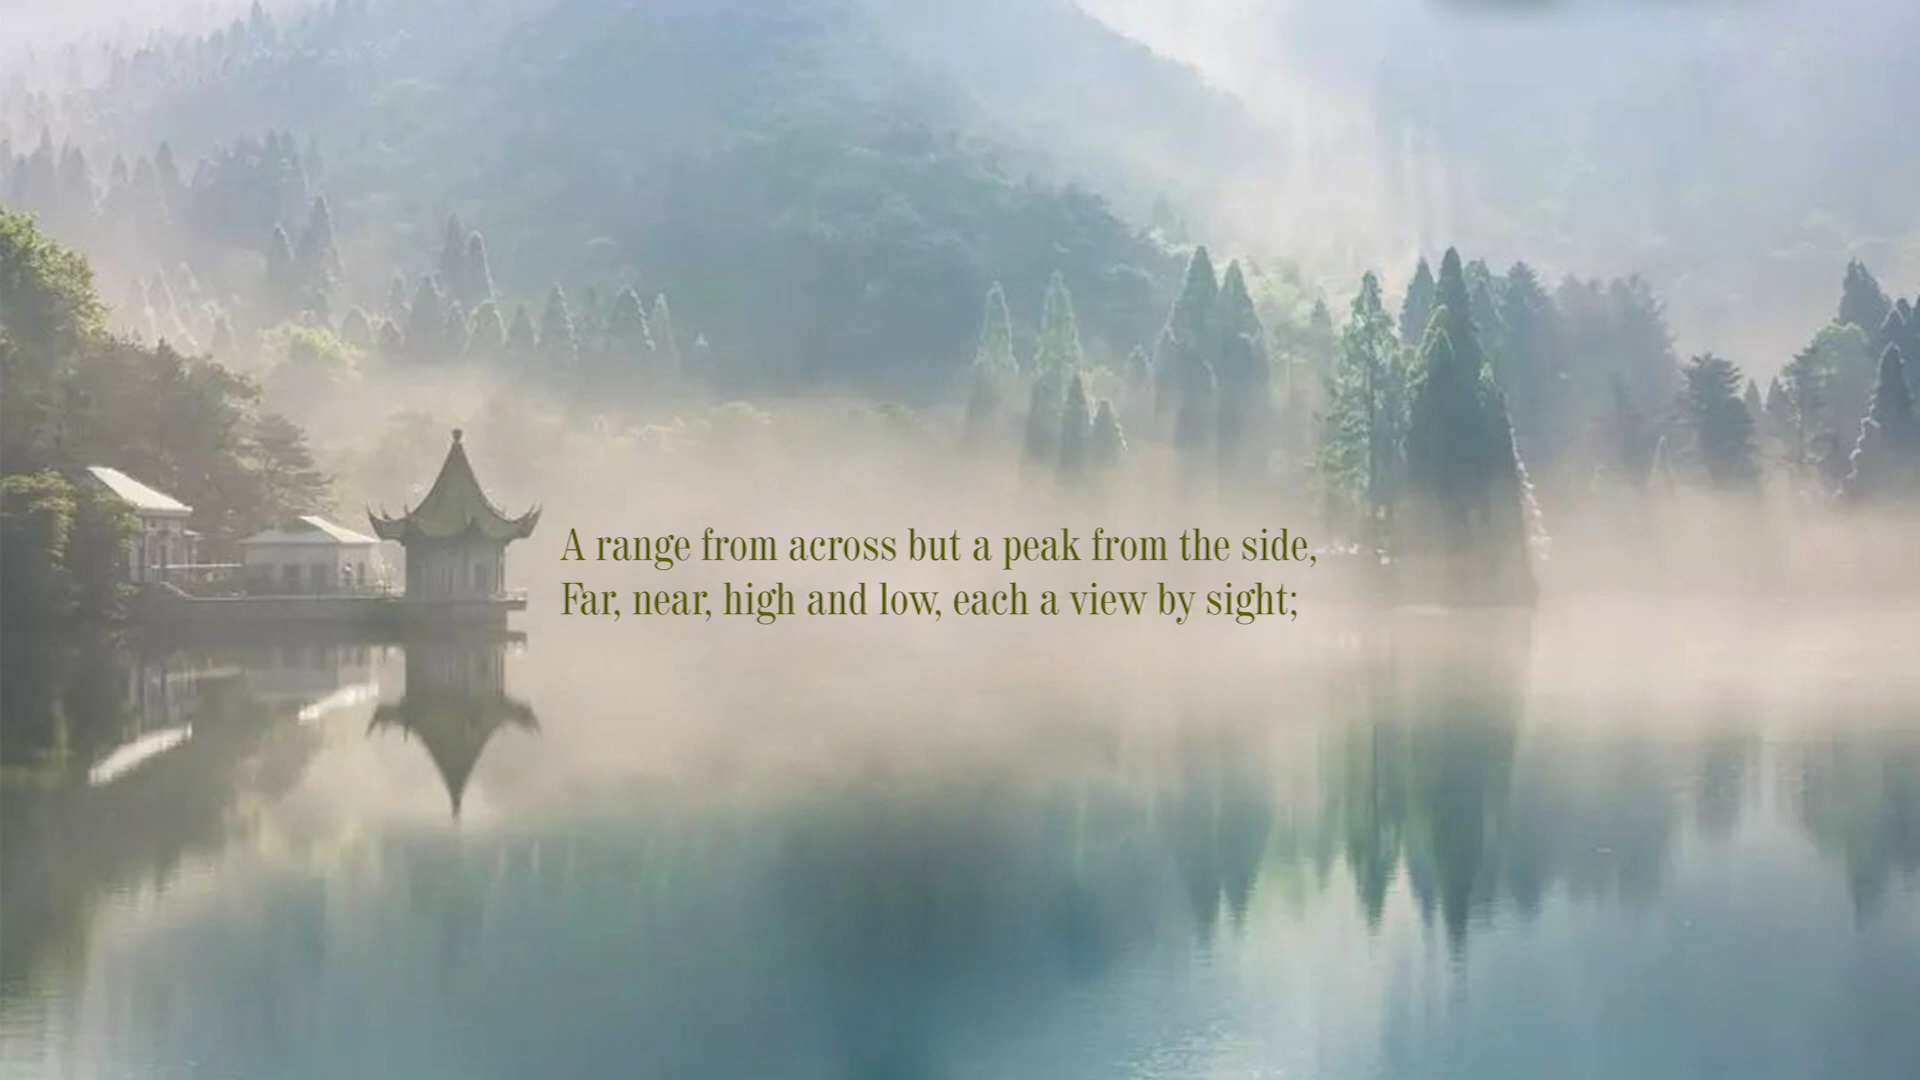 A range from across but a peak from the side,
Far, near, high and low, each a view by sight;